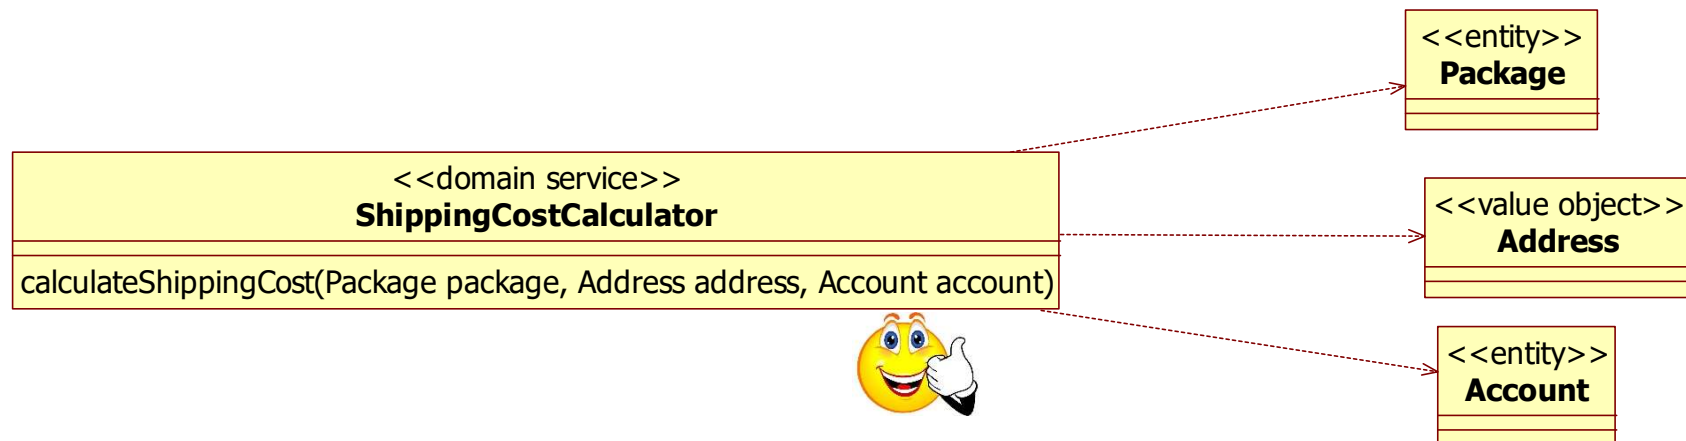 <<entity>>
Package
<<domain service>>
ShippingCostCalculator
calculateShippingCost(Package package, Address address, Account account)
<<value object>>
Address
<<entity>>
Account